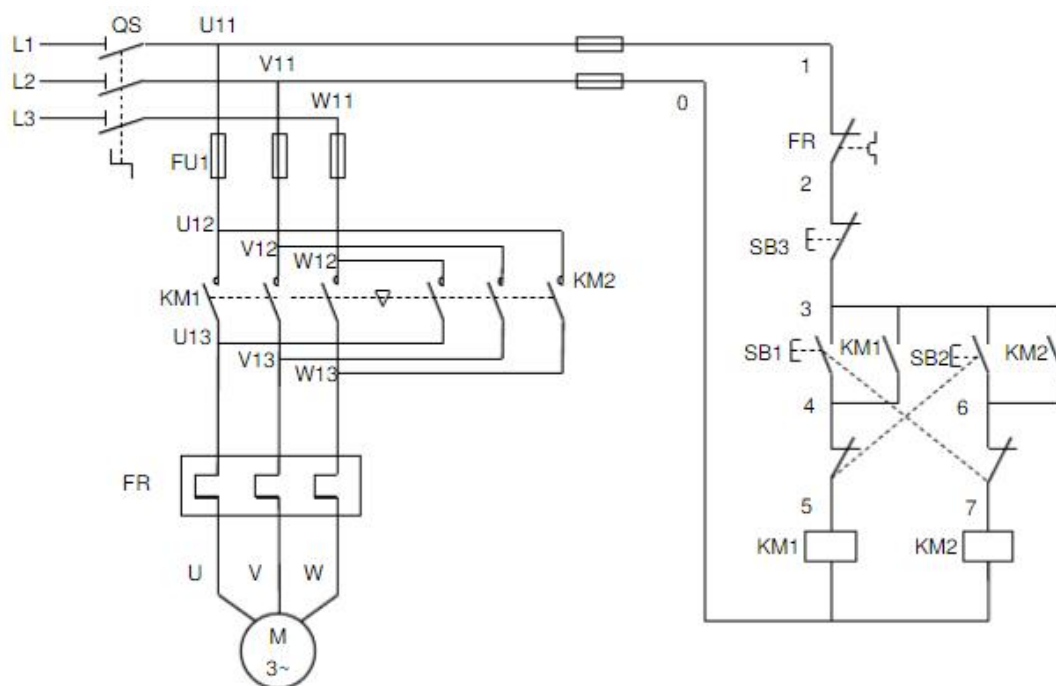 QS U11
L1
V11 1
L2
W11 0
L3
FU1 FR
2
U12
V12 SB3
W12
KM1 KM2
3
U13
V13 SB1 KM1 SB2 KM2
W13
4 6
FR
5 7
KM1 KM2
U V W
M
3~